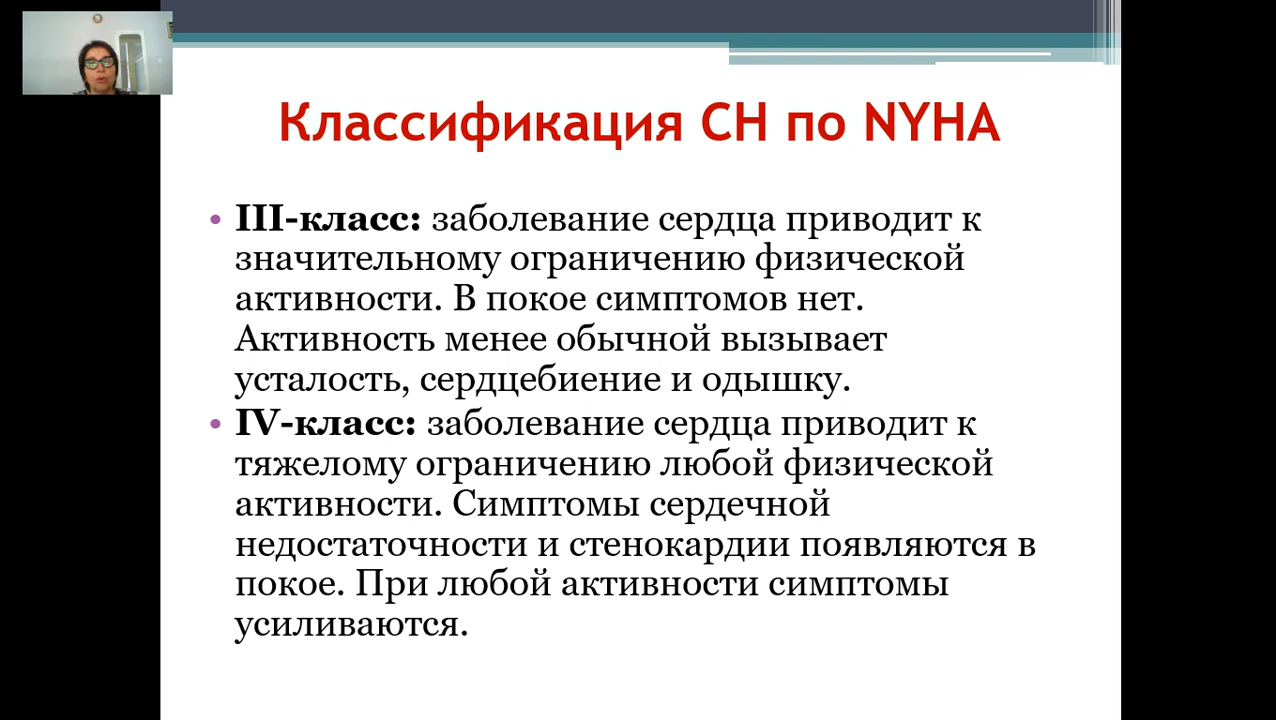 Классификация СН по NYHA
• III-класс: заболевание сердца приводит к
значительному ограничению физической
активности. В покое симптомов нет.
Активность менее обычной вызывает
усталость, сердцебиение и одышку.
• IV-класс: заболевание сердца приводит к
тяжелому ограничению любой физической
активности. Симптомы сердечной
недостаточности и стенокардии появляются в
покое. При любой активности симптомы
усиливаются.